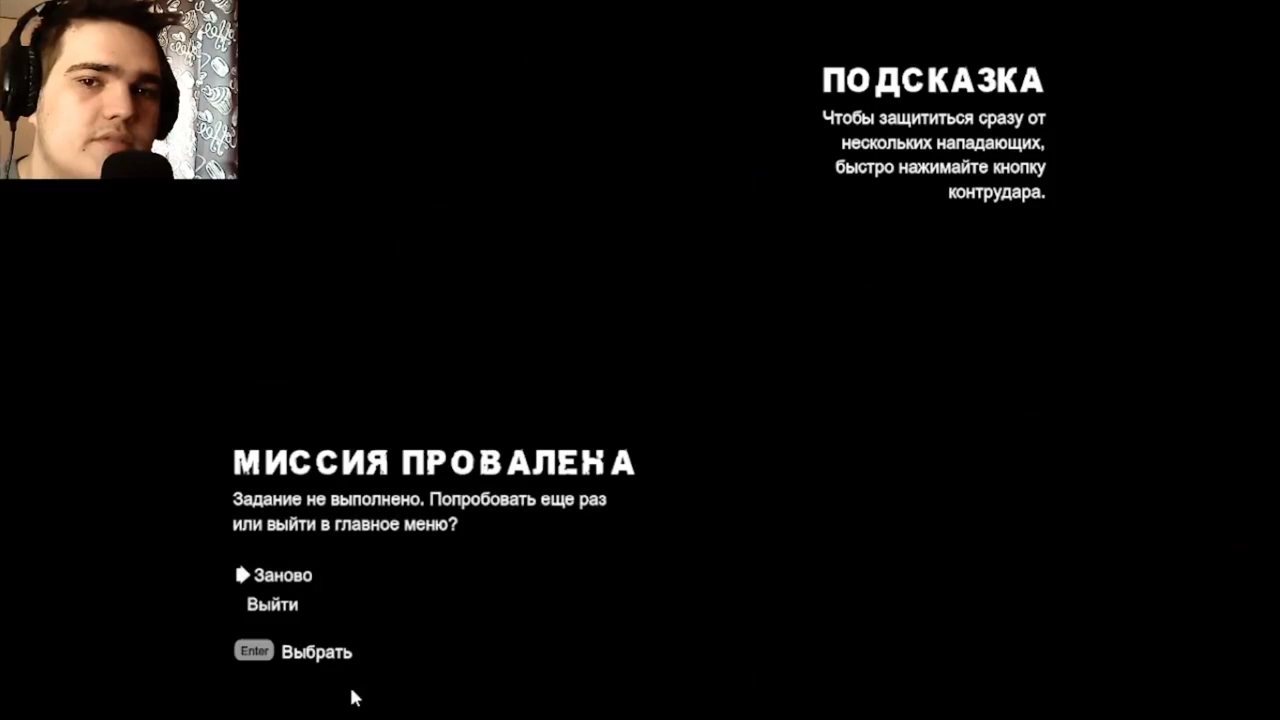 ПОДСКАЗКА
Чтобы защититься сразу от
нескольких нападающих,
быстро нажимайте кнопку
контрудара.
МИССИЯ ПРОВАЛЕНА
Задание не выполнено. Попробовать еще раз
или выйти в главное меню?
Заново
Выйти
Enter Выбрать